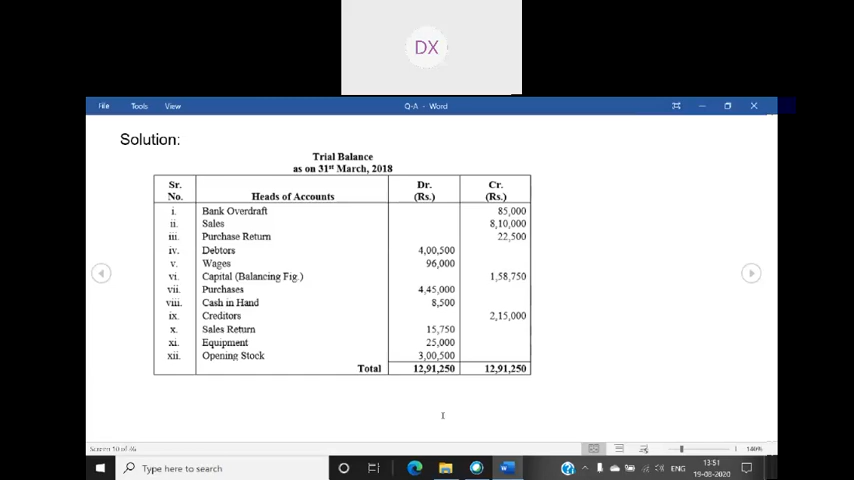 DX
File Tools View Q-A - Word
Solution:
Trial Balance
as on 31st March, 2018
Sr. No. Heads of Accounts Dr. (Rs.) Cr. (Rs.)
i. Bank Overdraft 85,000
ii. Sales 8,10,000
iii. Purchase Return 22,500
iv. Debtors 4,00,500
v. Wages 96,000
vi. Capital (Balancing Fig.) 1,58,750
vii. Purchases 4,45,000
viii. Cash in Hand 8,500
ix. Creditors 2,15,000
x. Sales Return 15,750
xi. Equipment 25,000
xii. Opening Stock 3,00,500
Total 12,91,250 12,91,250
140%
Type here to search ENG 13:51
19-08-2020